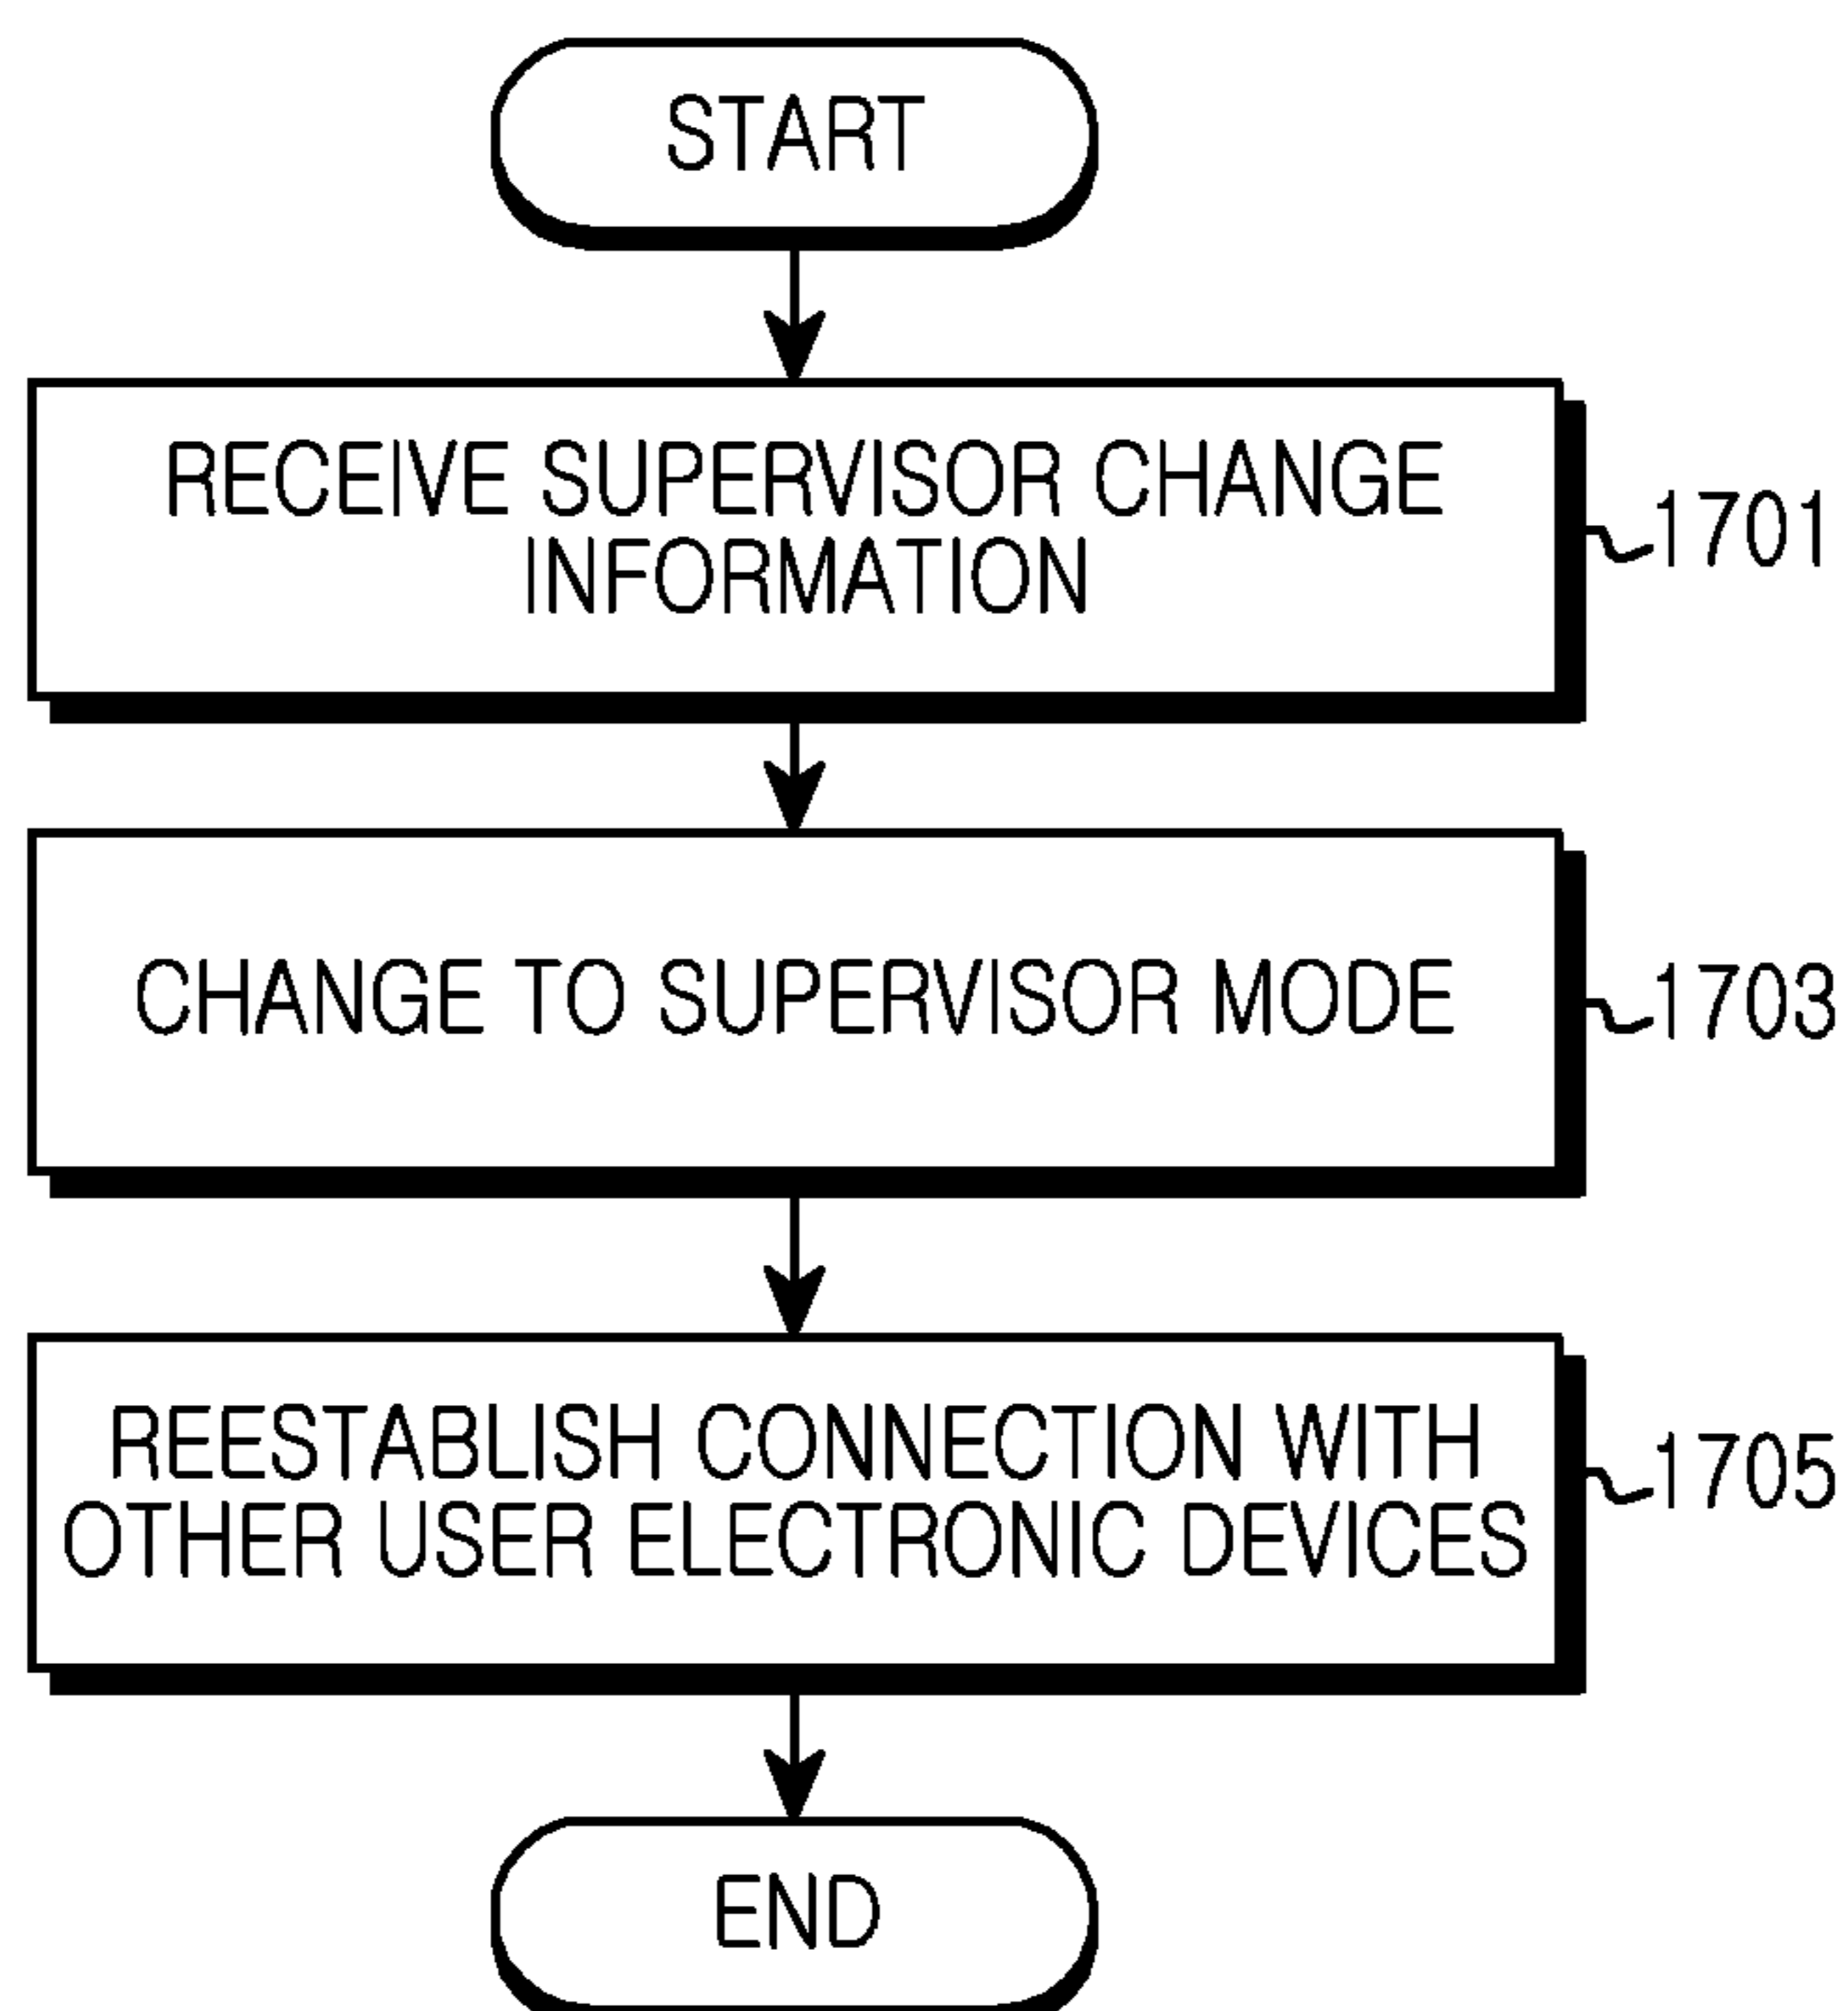 START
RECEIVE SUPERVISOR CHANGE
INFORMATION
1701
CHANGE TO SUPERVISOR MODE
1703
REESTABLISH CONNECTION WITH
OTHER USER ELECTRONIC DEVICES
1705
END